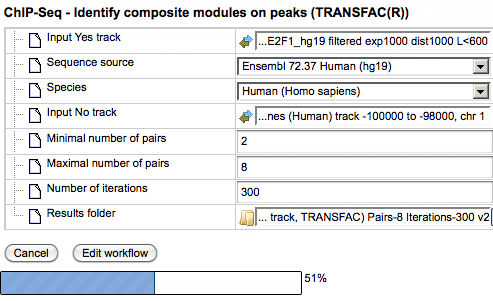 ChIP-Seq - Identify composite modules on peaks (TRANSFAC(R))
Input Yes track ...E2F1_hg19 filtered exp1000 dist1000 L<600
Sequence source Ensembl 72.37 Human (hg19)
Species Human (Homo sapiens)
Input No track ...nes (Human) track -100000 to -98000, chr 1
Minimal number of pairs 2
Maximal number of pairs 8
Number of iterations 300
Results folder ... track, TRANSFAC) Pairs-8 Iterations-300 v2
Cancel Edit workflow
51%